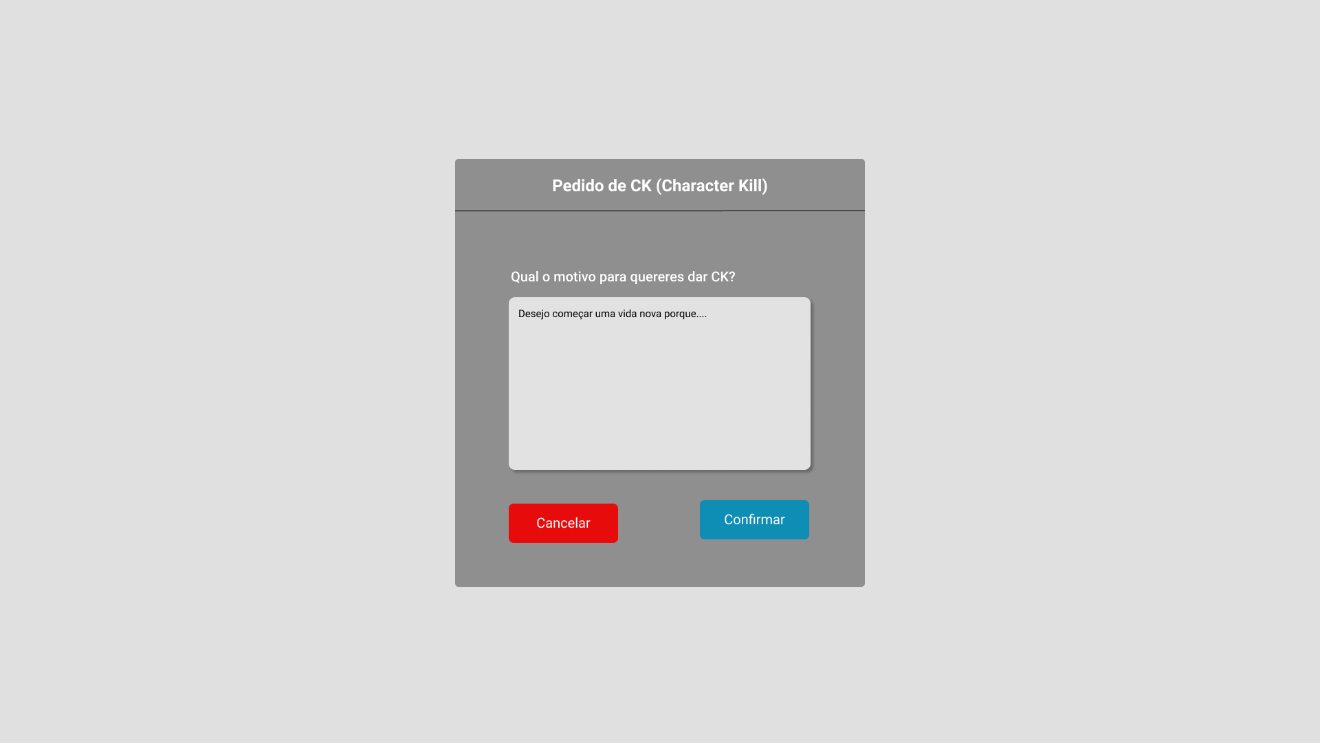 Pedido de CK (Character Kill)
Qual o motivo para quereres dar CK?
Desejo começar uma vida nova porque....
Cancelar
Confirmar